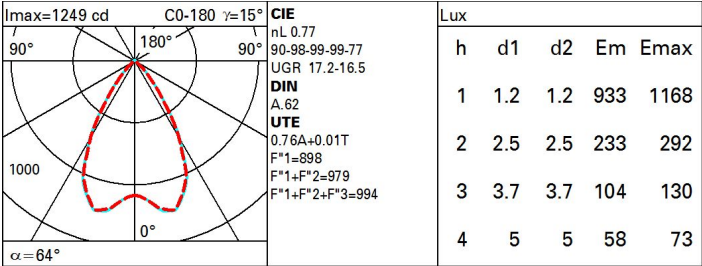 Imax=1249 cd C0-180 γ=15°
90° 180° 90°
1000
0°
α=64°
CIE
nL 0.77
90-98-99-99-77
UGR 17.2-16.5
DIN
A.62
UTE
0.76A+0.01T
F"1=898
F"1+F"2=979
F"1+F"2+F"3=994
Lux
h d1 d2 Em Emax
1 1.2 1.2 933 1168
2 2.5 2.5 233 292
3 3.7 3.7 104 130
4 5 5 58 73